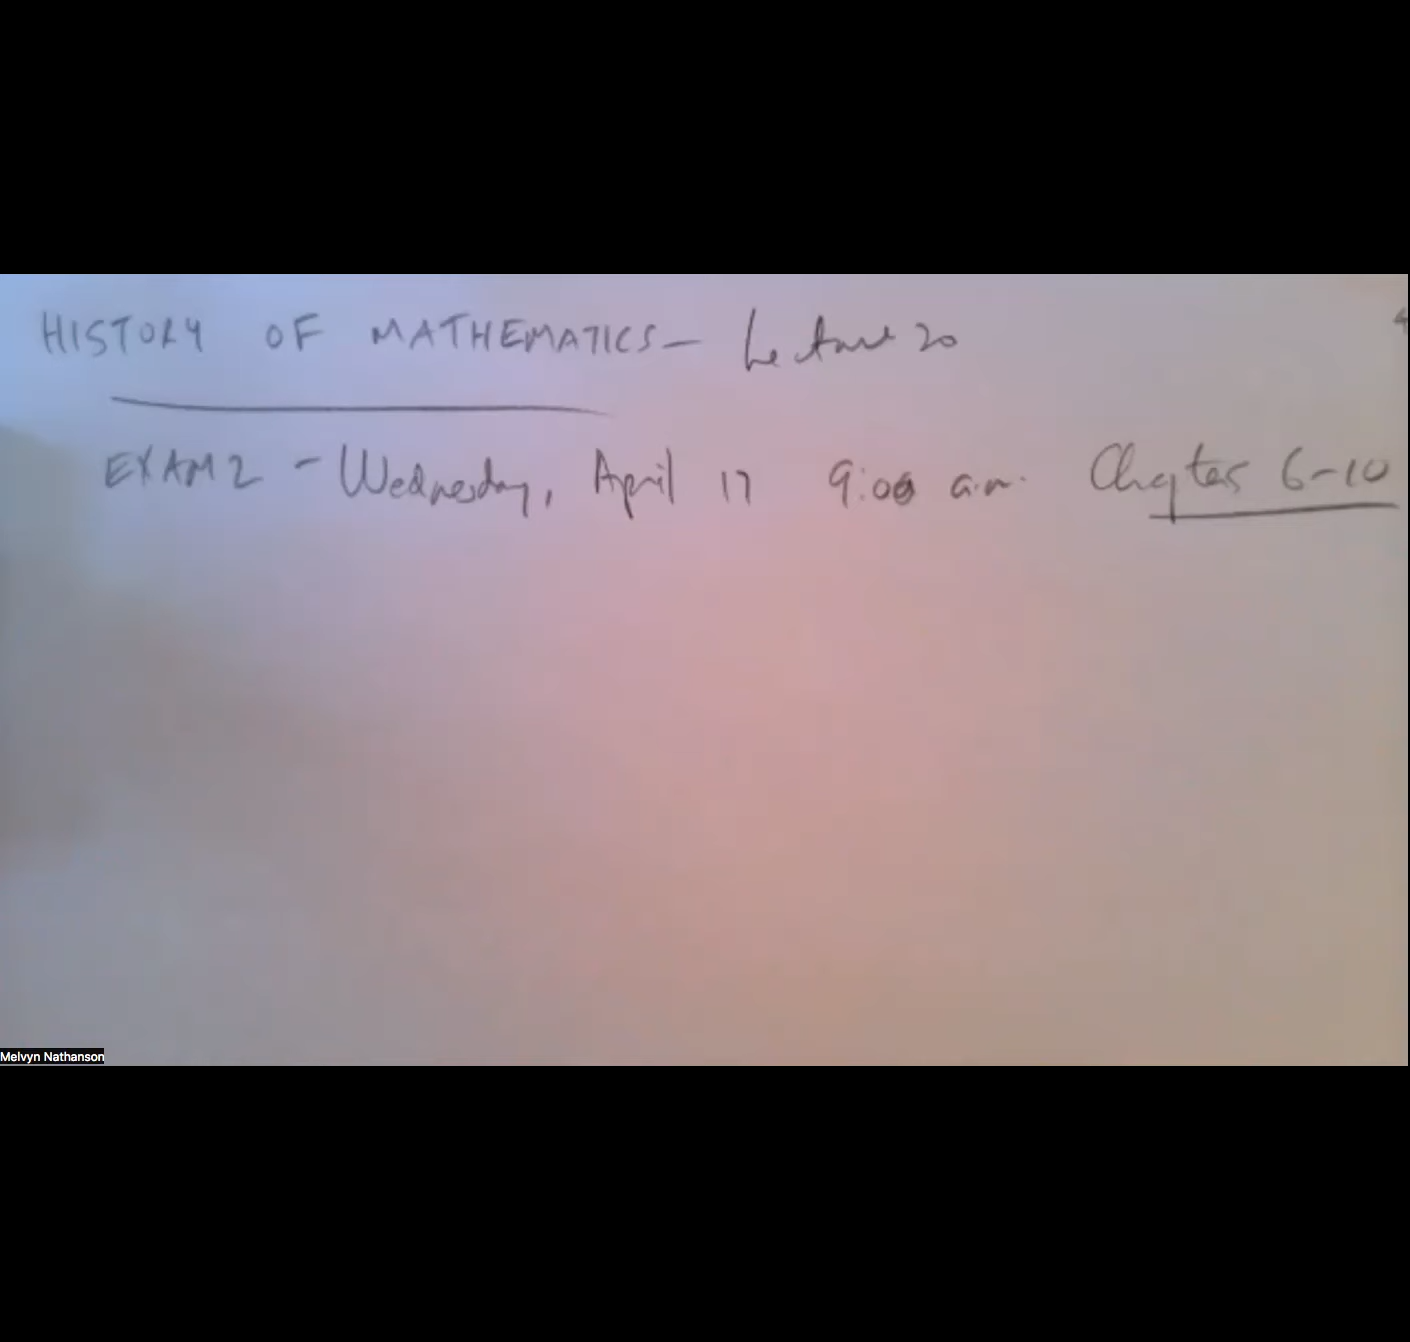 HISTORY OF MATHEMATICS - Lecture 20
EXAM 2 - Wednesday, April 17 9:00 a.m. Chapters 6-10
Melvyn Nathanson